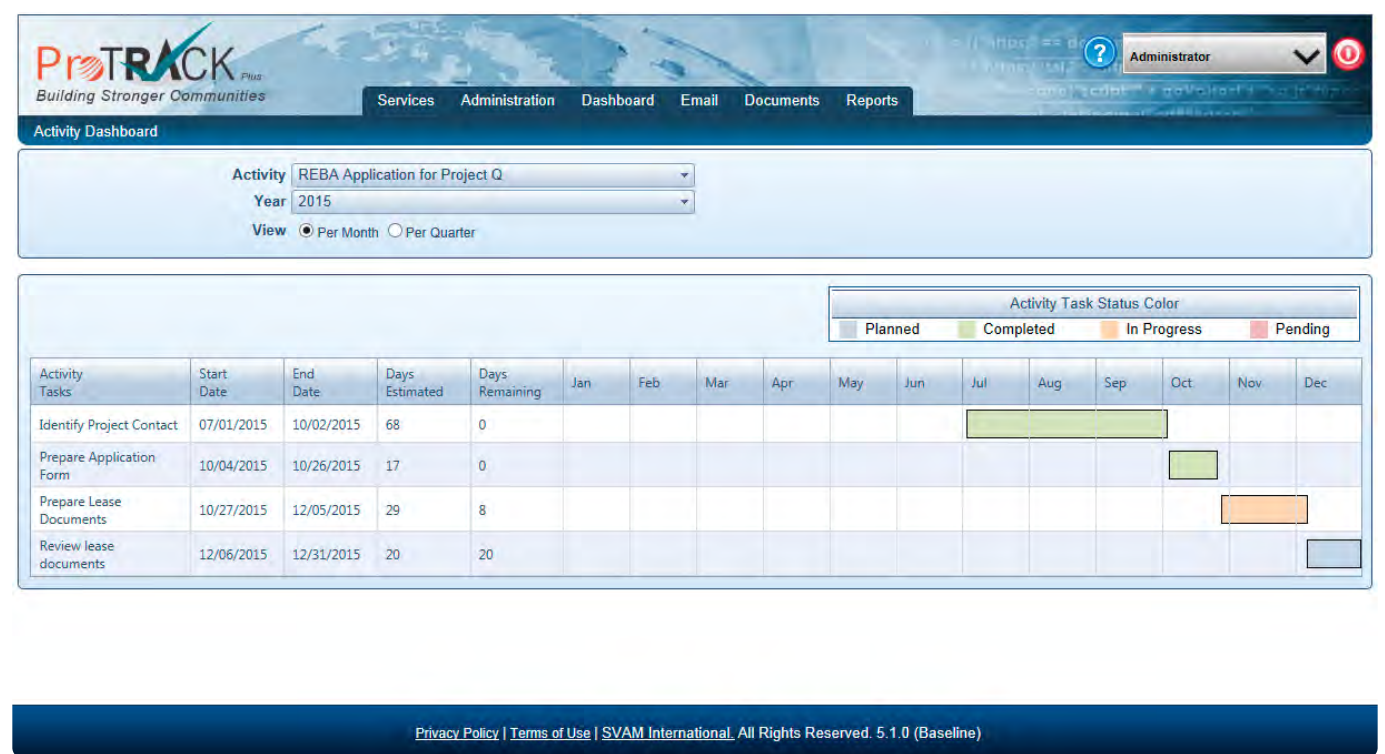 ProTRACK Plus
Building Stronger Communities
? Administrator
Services Administration Dashboard Email Documents Reports
Activity Dashboard
Activity REBA Application for Project Q
Year 2015
View Per Month Per Quarter
Activity Task Status Color
Planned Completed In Progress Pending
Activity Tasks Start Date End Date Days Estimated Days Remaining Jan Feb Mar Apr May Jun Jul Aug Sep Oct Nov Dec
Identify Project Contact 07/01/2015 10/02/2015 68 0
Prepare Application Form 10/04/2015 10/26/2015 17 0
Prepare Lease Documents 10/27/2015 12/05/2015 29 8
Review lease documents 12/06/2015 12/31/2015 20 20
Privacy Policy | Terms of Use | SVAM International. All Rights Reserved. 5.1.0 (Baseline)